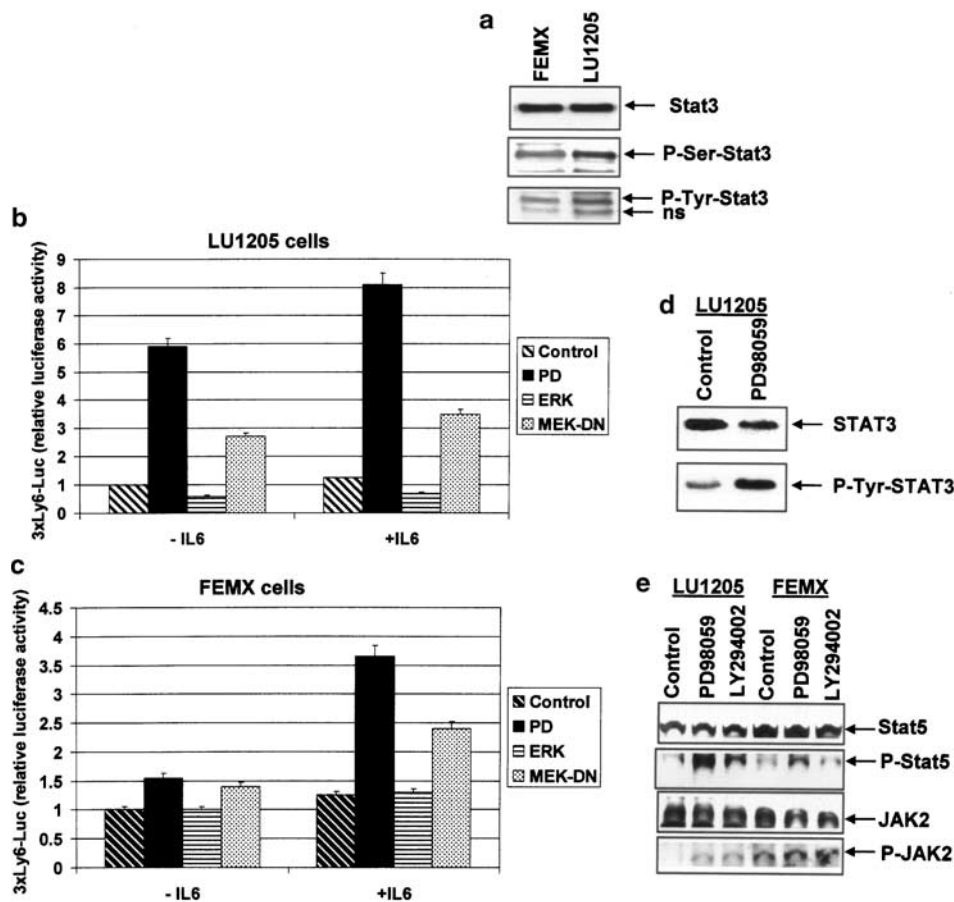 a
FEMX
LU1205
Stat3
P-Ser-Stat3
P-Tyr-Stat3
ns
b
LU1205 cells
3xLy6-Luc (relative luciferase activity)
9
8
7
6
5
4
3
2
1
0
- IL6
+IL6
Control
PD
ERK
MEK-DN
c
FEMX cells
3xLy6-Luc (relative luciferase activity)
4.5
4
3.5
3
2.5
2
1.5
1
0.5
0
- IL6
+IL6
Control
PD
ERK
MEK-DN
d
LU1205
Control
PD98059
STAT3
P-Tyr-STAT3
e
LU1205 FEMX
Control
PD98059
LY294002
Control
PD98059
LY294002
Stat5
P-Stat5
JAK2
P-JAK2